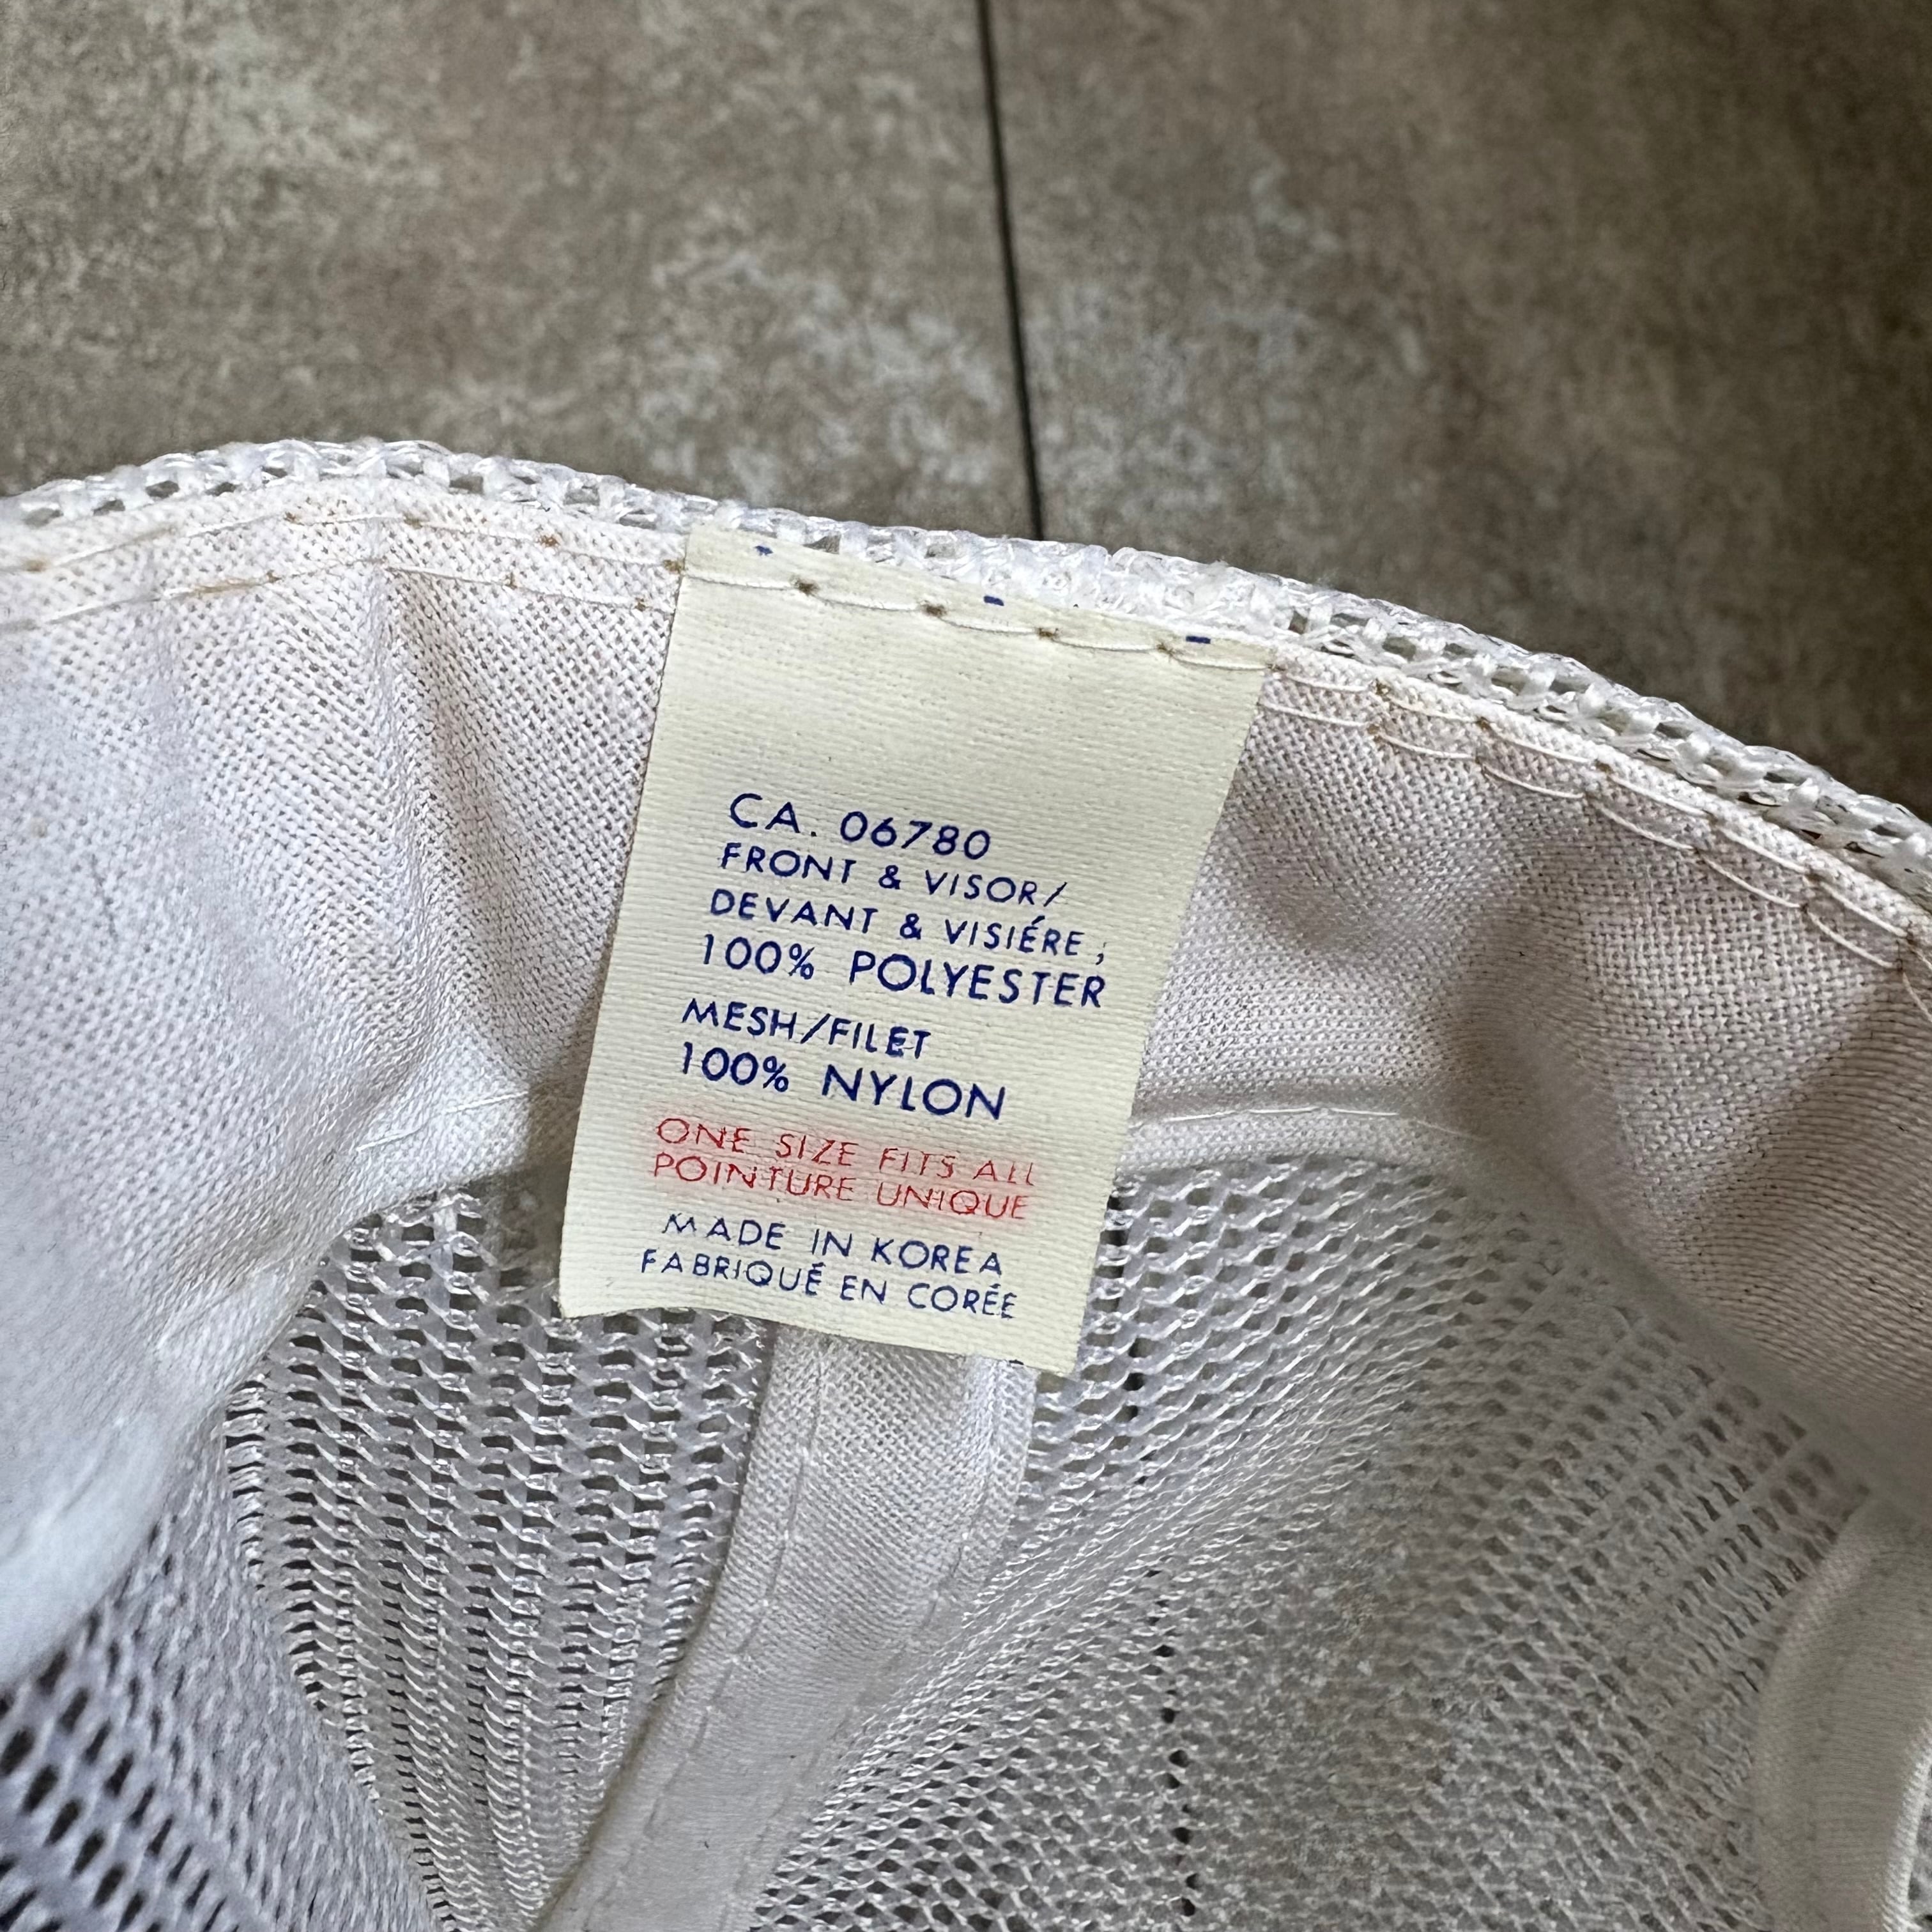 CA. 06780
FRONT & VISOR/
DEVANT & VISIÉRE;
100% POLYESTER
MESH/FILET
100% NYLON
ONE SIZE FITS ALL
POINTURE UNIQUE
MADE IN KOREA
FABRIQUÉ EN CORÉE